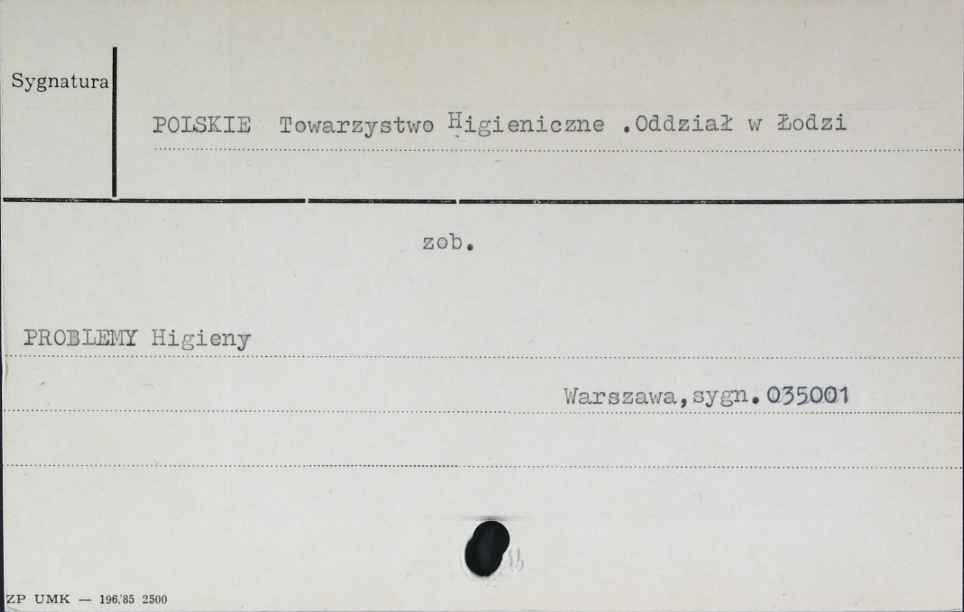 Sygnatura
POLSKIE Towarzystwo Higieniczne .Oddział w Łodzi
zob.
PROBLEMY Higieny
Warszawa,sygn.035001
ZP UMK — 196.'85 2500